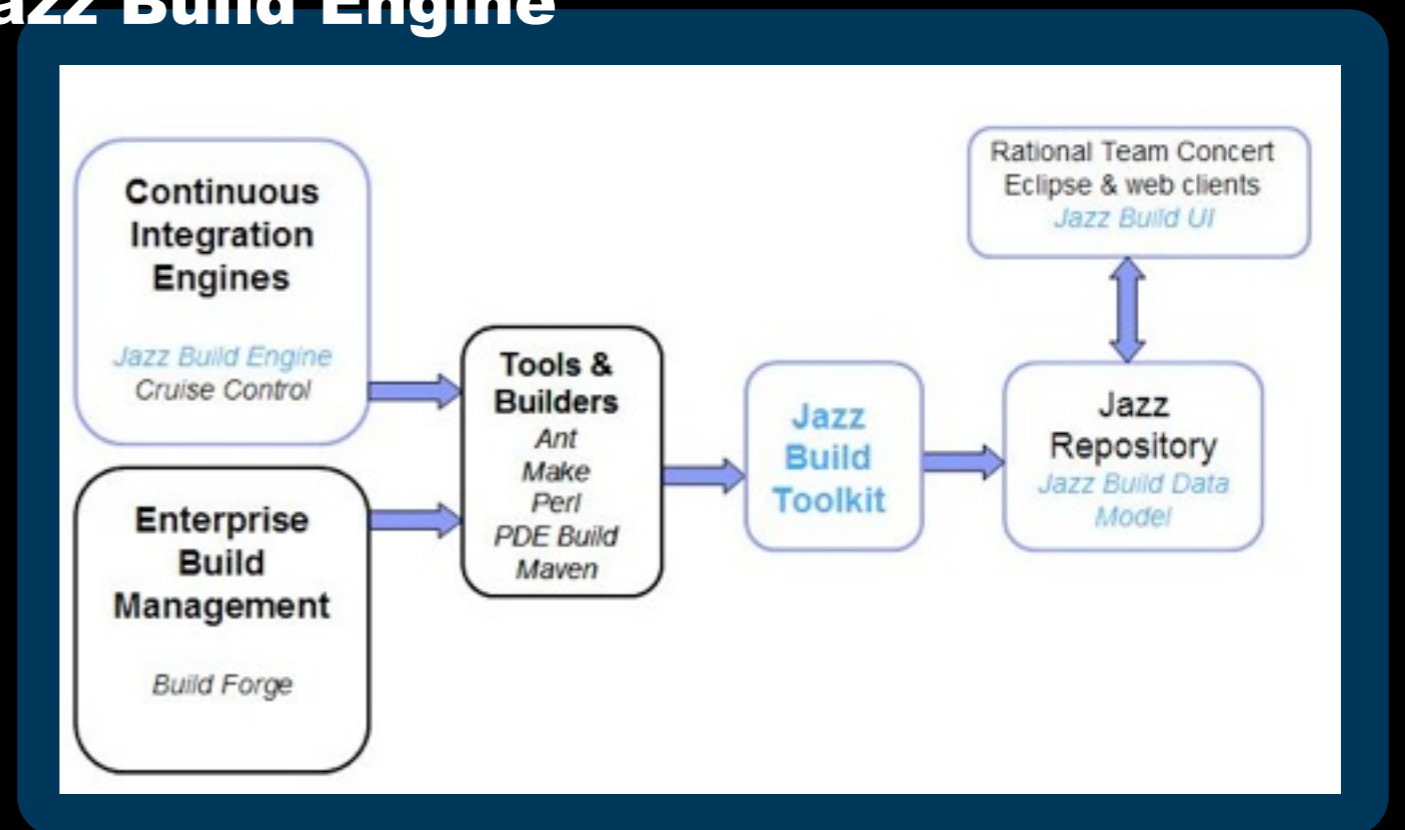 azz Build Engine
Continuous
Integration
Engines
Jazz Build Engine
Cruise Control
Enterprise
Build
Management
Build Forge
Tools &
Builders
Ant
Make
Perl
PDE Build
Maven
Jazz
Build
Toolkit
Rational Team Concert
Eclipse & web clients
Jazz Build UI
Jazz
Repository
Jazz Build Data
Model